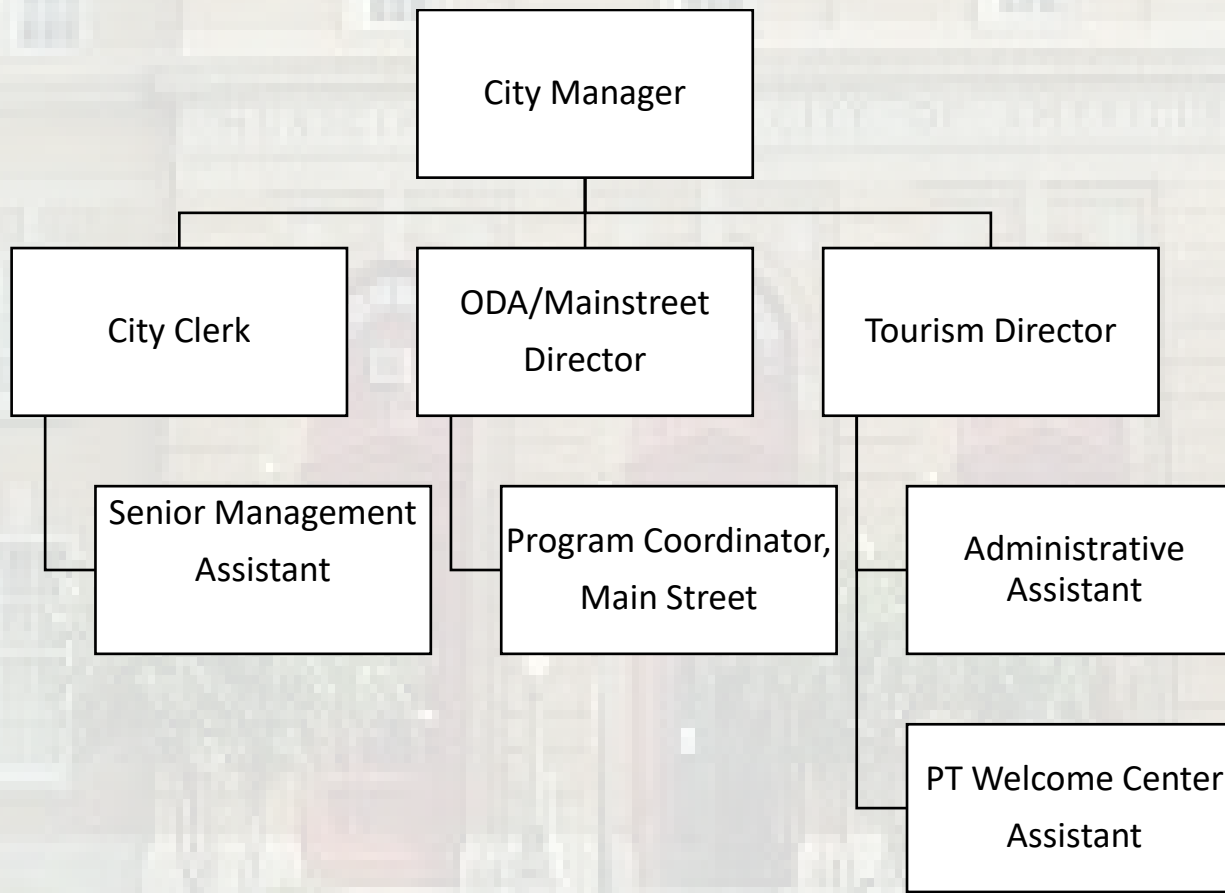 City Manager
City Clerk
ODA/Mainstreet
Director
Tourism Director
Senior Management
Assistant
Program Coordinator,
Main Street
Administrative
Assistant
PT Welcome Center
Assistant